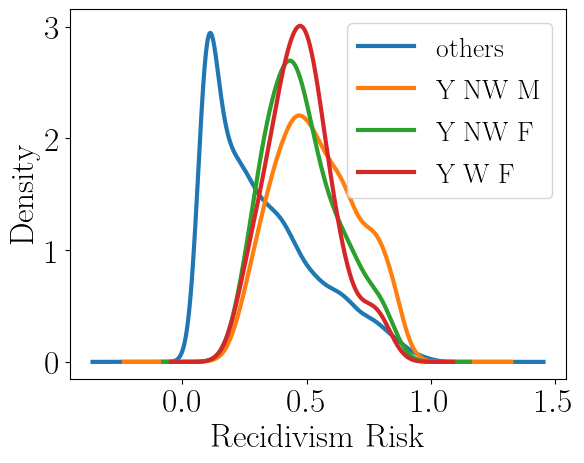 3
2
1
0
Density
others
Y NW M
Y NW F
Y W F
0.0 0.5 1.0 1.5
Recidivism Risk